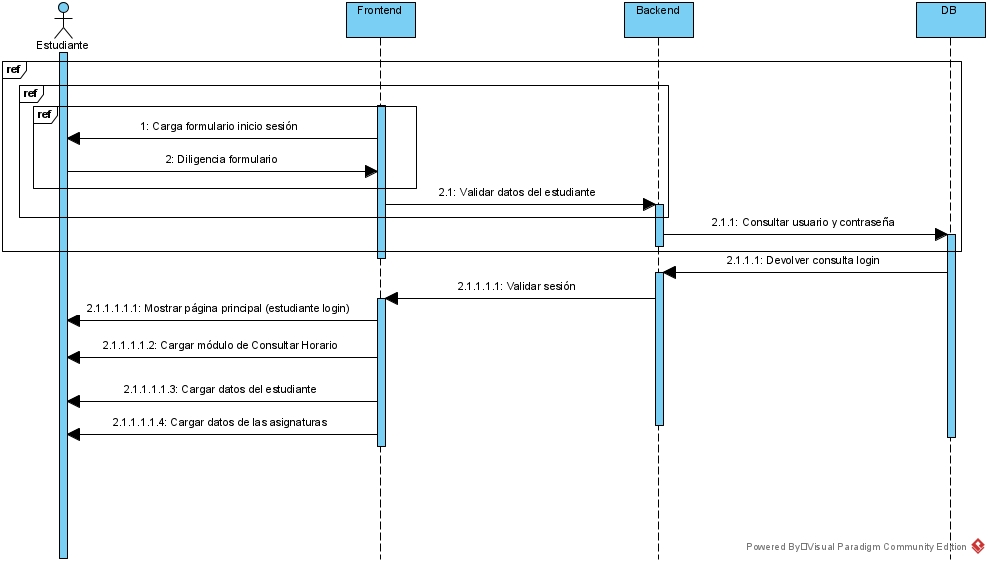 Estudiante
Frontend
Backend
DB
ref
ref
ref
1: Carga formulario inicio sesión
2: Diligencia formulario
2.1: Validar datos del estudiante
2.1.1: Consultar usuario y contraseña
2.1.1.1: Devolver consulta login
2.1.1.1.1: Validar sesión
2.1.1.1.1.1: Mostrar página principal (estudiante login)
2.1.1.1.1.2: Cargar módulo de Consultar Horario
2.1.1.1.1.3: Cargar datos del estudiante
2.1.1.1.1.4: Cargar datos de las asignaturas
Powered By□Visual Paradigm Community Edition